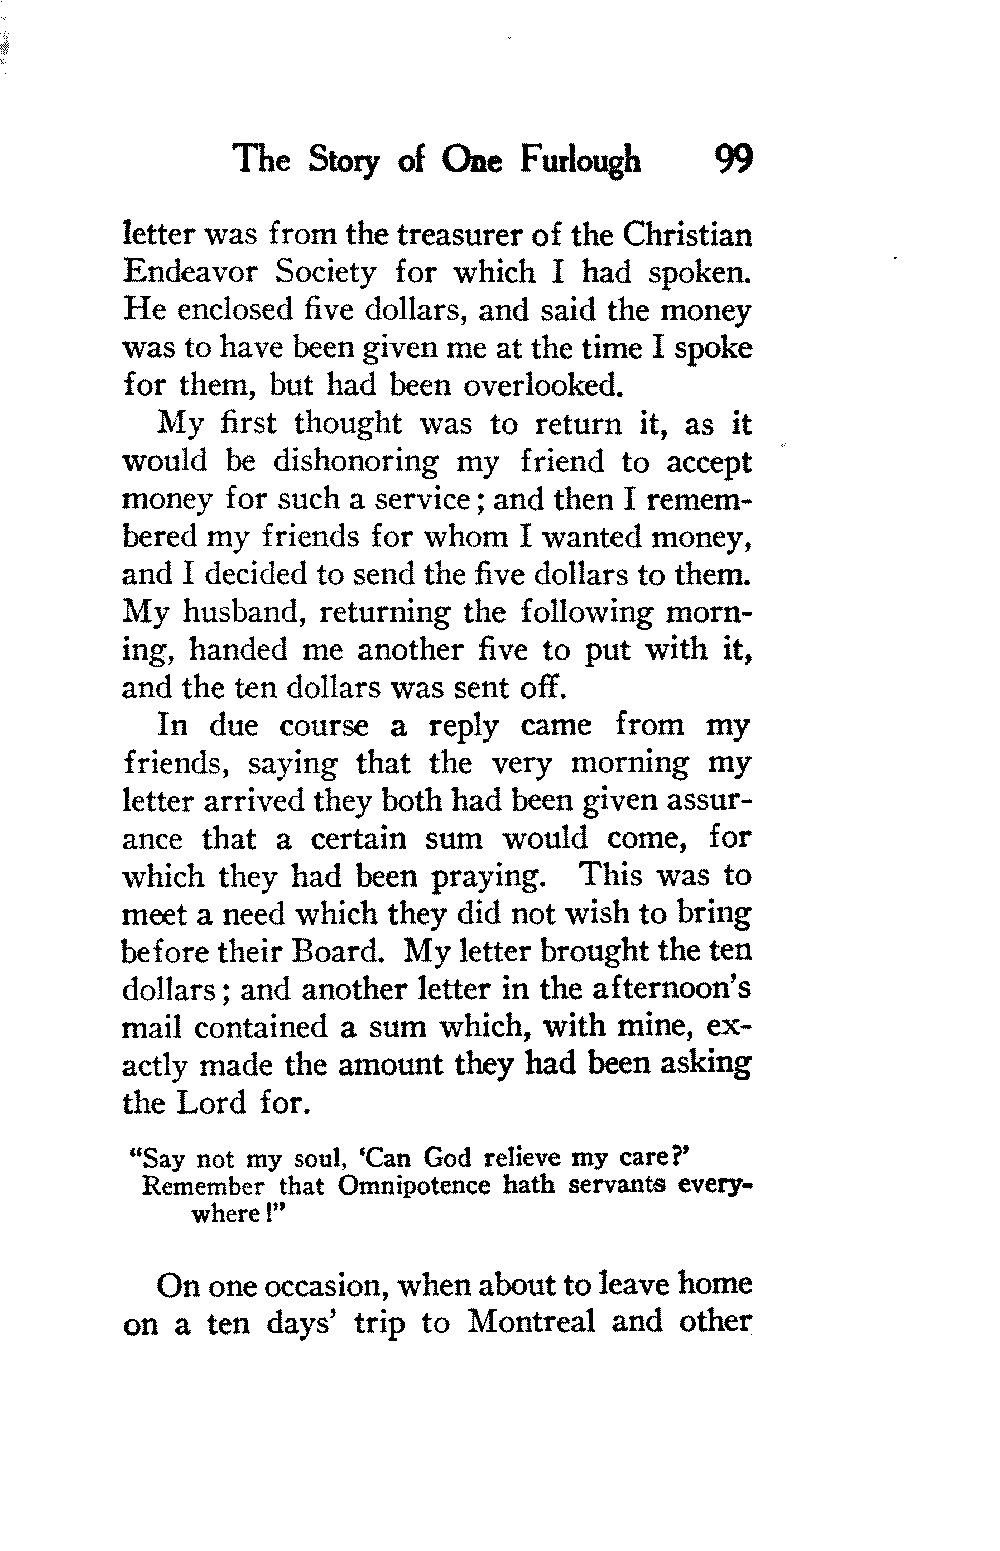 The Story of One Furlough 99
letter was from the treasurer of the Christian
Endeavor Society for which I had spoken.
He enclosed five dollars, and said the money
was to have been given me at the time I spoke
for them, but had been overlooked.
My first thought was to return it, as it
would be dishonoring my friend to accept
money for such a service; and then I remem-
bered my friends for whom I wanted money,
and I decided to send the five dollars to them.
My husband, returning the following morn-
ing, handed me another five to put with it,
and the ten dollars was sent off.
In due course a reply came from my
friends, saying that the very morning my
letter arrived they both had been given assur-
ance that a certain sum would come, for
which they had been praying. This was to
meet a need which they did not wish to bring
before their Board. My letter brought the ten
dollars; and another letter in the afternoon's
mail contained a sum which, with mine, ex-
actly made the amount they had been asking
the Lord for.
"Say not my soul, 'Can God relieve my care?'
Remember that Omnipotence hath servants every-
where!"
On one occasion, when about to leave home
on a ten days' trip to Montreal and other